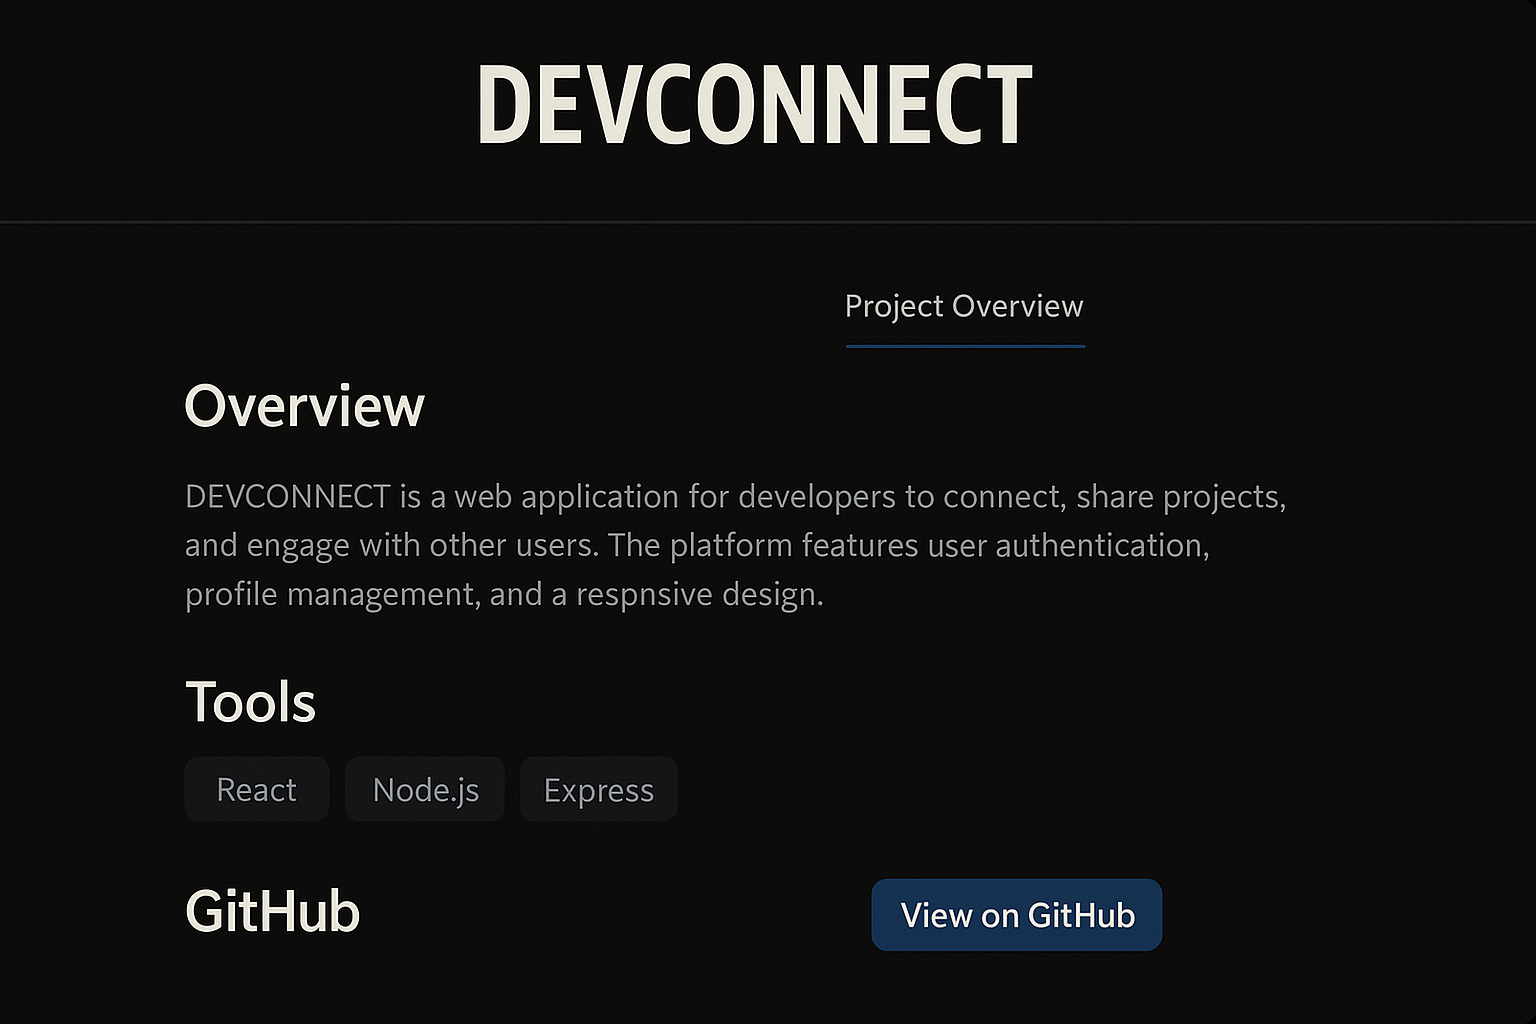 DEVCONNECT
Project Overview
Overview
DEVCONNECT is a web application for developers to connect, share projects,
and engage with other users. The platform features user authentication,
profile management, and a respnsive design.
Tools
React
Node.js
Express
GitHub
View on GitHub